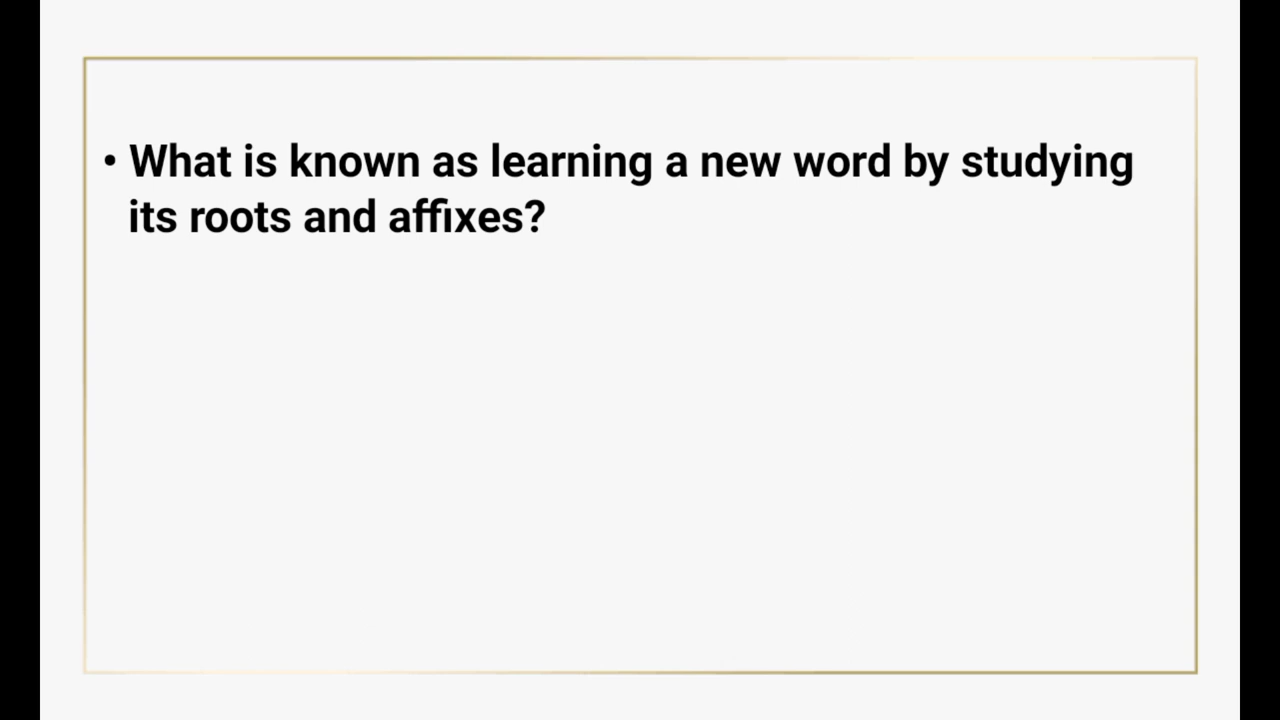 • What is known as learning a new word by studying
its roots and affixes?